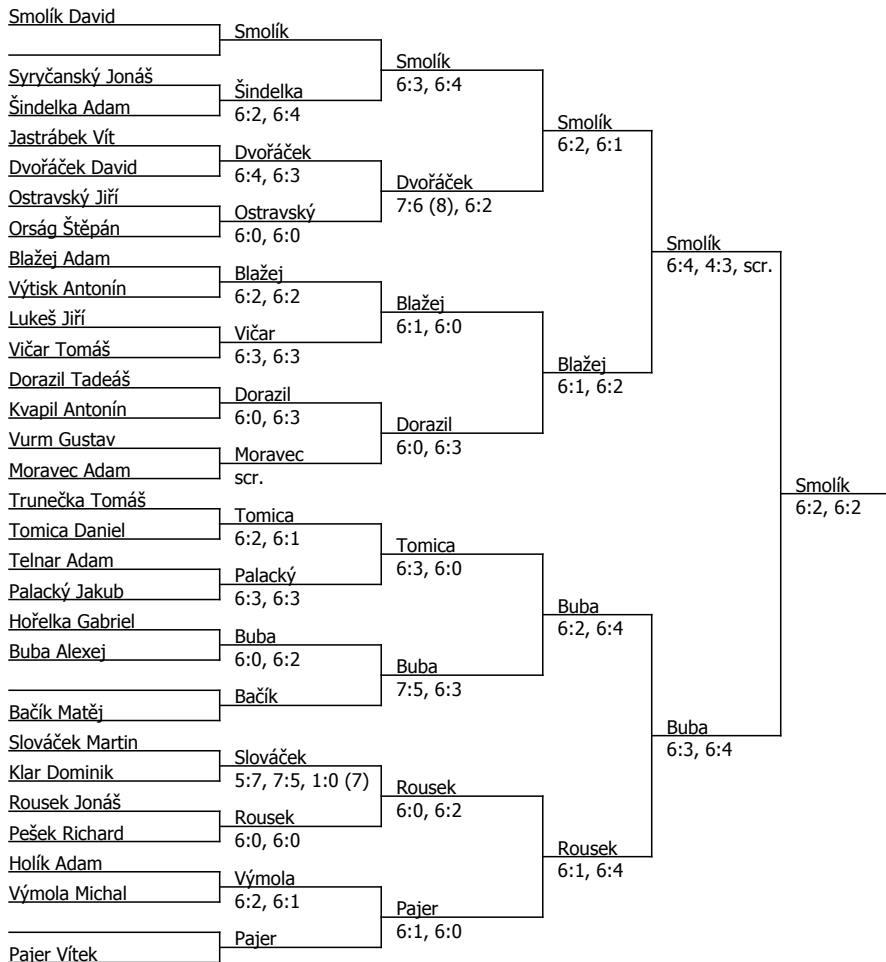 Smolík David
Smolík
Smolík
6:3, 6:4
Syryčanský Jonáš
Šindelka
6:2, 6:4
Šindelka Adam
Smolík
6:2, 6:1
Jastrábek Vít
Dvořáček
6:4, 6:3
Dvořáček David
Dvořáček
7:6 (8), 6:2
Ostravský Jiří
Ostravský
6:0, 6:0
Orság Štěpán
Smolík
6:4, 4:3, scr.
Blažej Adam
Blažej
6:2, 6:2
Výtisk Antonín
Blažej
6:1, 6:0
Lukeš Jiří
Vičar
6:3, 6:3
Vičar Tomáš
Blažej
6:1, 6:2
Dorazil Tadeáš
Dorazil
6:0, 6:3
Kvapil Antonín
Dorazil
6:0, 6:3
Vurm Gustav
Moravec
scr.
Moravec Adam
Smolík
6:2, 6:2
Trunečka Tomáš
Tomica
6:2, 6:1
Tomica Daniel
Tomica
6:3, 6:0
Telnar Adam
Palacký
6:3, 6:3
Palacký Jakub
Buba
6:2, 6:4
Hořelka Gabriel
Buba
6:0, 6:2
Buba Alexej
Buba
7:5, 6:3
Bačík
Bačík Matěj
Buba
6:3, 6:4
Slováček Martin
Slováček
5:7, 7:5, 1:0 (7)
Klar Dominik
Rousek
6:0, 6:2
Rousek Jonáš
Rousek
6:0, 6:0
Pešek Richard
Rousek
6:1, 6:4
Holík Adam
Výmola
6:2, 6:1
Výmola Michal
Pajer
6:1, 6:0
Pajer
Pajer Vítek